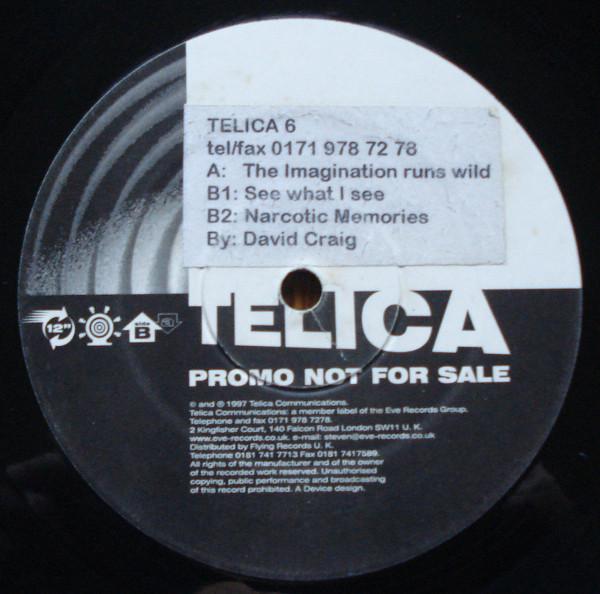 TELICA 6
tel/fax 0171 978 72 78
A: The Imagination runs wild
B1: See what I see
B2: Narcotic Memories
By: David Craig
12"
side
B
TELICA
PROMO NOT FOR SALE
© and ℗ 1997 Telica Communications.
Telica Communications: a member label of the Eve Records Group.
Telephone and fax 0171 978 7278.
2 Kingfisher Court, 140 Falcon Road London SW11 U. K.
www.eve-records.co.uk. e-mail: steven@eve-records.co.uk
Distributed by Flying Records U. K.
Telephone 0181 741 7713 Fax 0181 7417589.
All rights of the manufacturer and of the owner
of the recorded work reserved. Unauthorised
copying, public performance and broadcasting
of this record prohibited. A Device design.